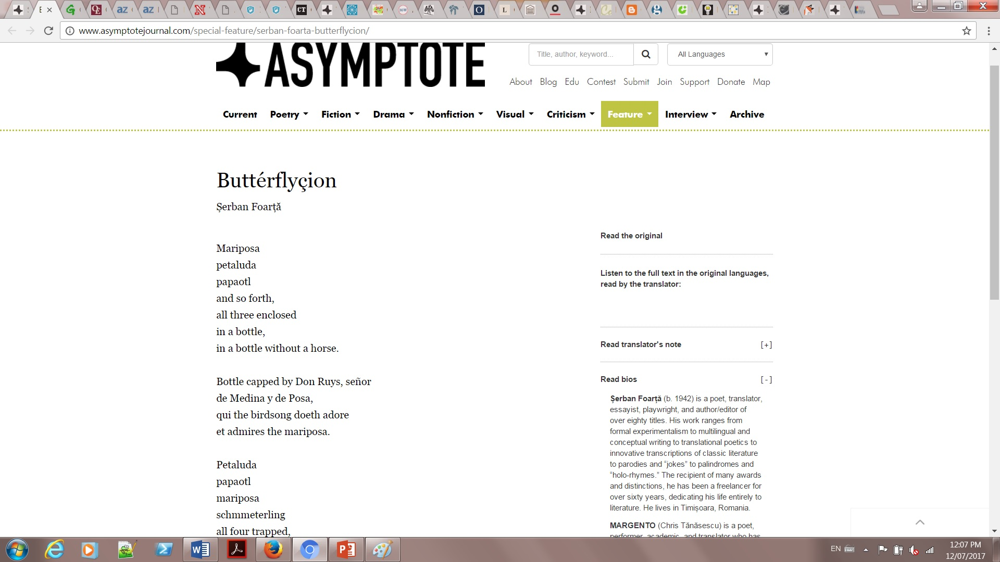 www.asymptotejournal.com/special-feature/serban-foarta-butterflycion/
ASYMPTOTE
Title, author, keyword...
All Languages
About Blog Edu Contest Submit Join Support Donate Map
Current Poetry Fiction Drama Nonfiction Visual Criticism Feature Interview Archive
Buttérflyçion
Șerban Foarță
Mariposa
petaluda
papaotl
and so forth,
all three enclosed
in a bottle,
in a bottle without a horse.
Bottle capped by Don Ruys, señor
de Medina y de Posa,
qui the birdsong doeth adore
et admires the mariposa.
Petaluda
papaotl
mariposa
schmmeterling
all four trapped,
Read the original
Listen to the full text in the original languages,
read by the translator:
Read translator's note [+]
Read bios [-]
Șerban Foarță (b. 1942) is a poet, translator,
essayist, playwright, and author/editor of
over eighty titles. His work ranges from
formal experimentalism to multilingual and
conceptual writing to translational poetics to
innovative transcriptions of classic literature
to parodies and “jokes” to palindromes and
“holo-rhymes.” The recipient of many awards
and distinctions, he has been a freelancer for
over sixty years, dedicating his life entirely to
literature. He lives in Timișoara, Romania.
MARGENTO (Chris Tănăsescu) is a poet,
performer, academic, and translator who has
EN
12:07 PM
12/07/2017